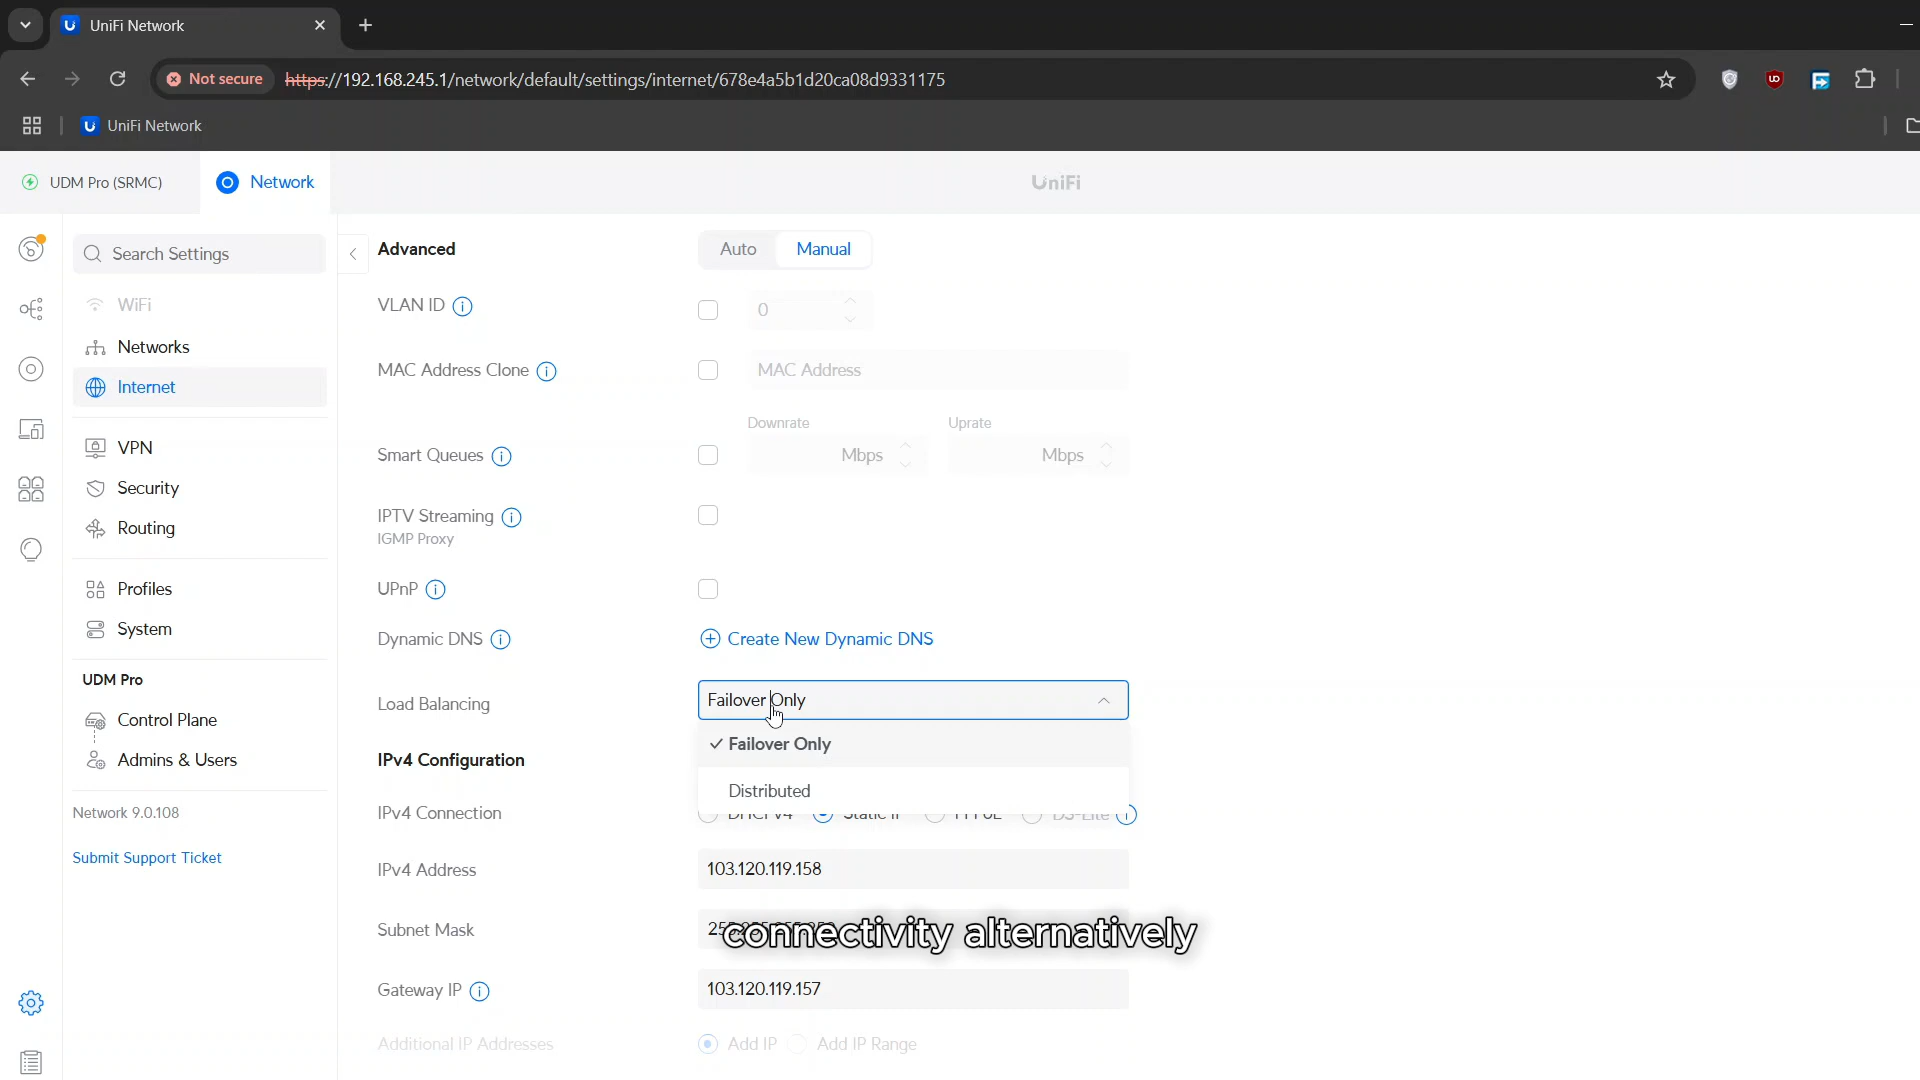 UniFi Network
Not secure
https://192.168.245.1/network/default/settings/internet/678e4a5b1d20ca08d9331175
UniFi Network
UDM Pro (SRMC)
Network
UniFi
Search Settings
WiFi
Networks
Internet
VPN
Security
Routing
Profiles
System
UDM Pro
Control Plane
Admins & Users
Network 9.0.108
Submit Support Ticket
Advanced
Auto
Manual
VLAN ID
0
MAC Address Clone
MAC Address
Downrate
Uprate
Smart Queues
Mbps
Mbps
IPTV Streaming
IGMP Proxy
UPnP
Dynamic DNS
Create New Dynamic DNS
Load Balancing
Failover Only
Failover Only
Distributed
IPv4 Configuration
IPv4 Connection
DHCPv4
Static IP
PPPoE
DS-Lite
IPv4 Address
103.120.119.158
Subnet Mask
connectivity alternatively
Gateway IP
103.120.119.157
Additional IP Addresses
Add IP
Add IP Range